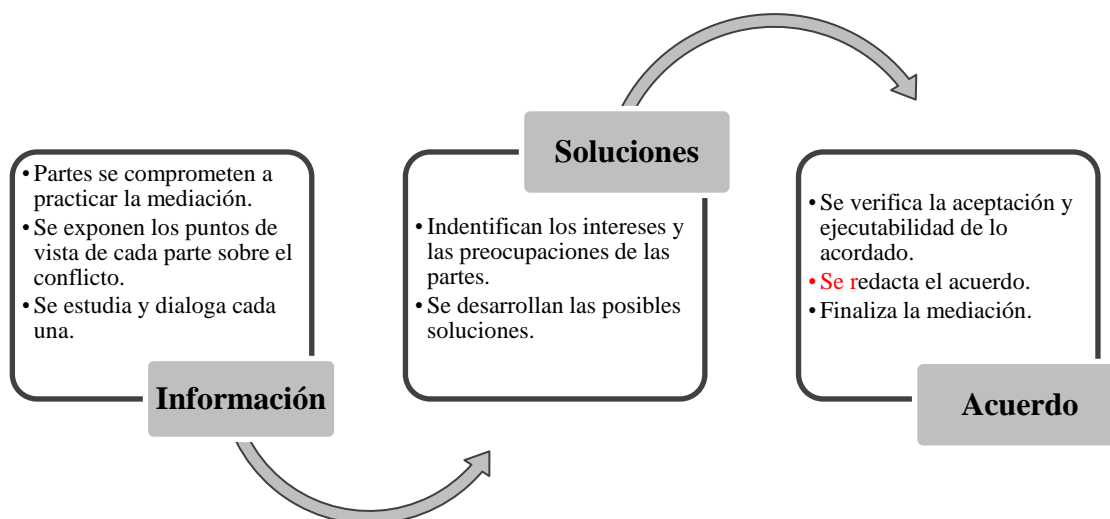 • Partes se comprometen a
practicar la mediación.
• Se exponen los puntos de
vista de cada parte sobre el
conflicto.
• Se estudia y dialoga cada
una.
Información
Soluciones
• Indentifican los intereses y
las preocupaciones de las
partes.
• Se desarrollan las posibles
soluciones.
• Se verifica la aceptación y
ejecutabilidad de lo
acordado.
• Se redacta el acuerdo.
• Finaliza la mediación.
Acuerdo